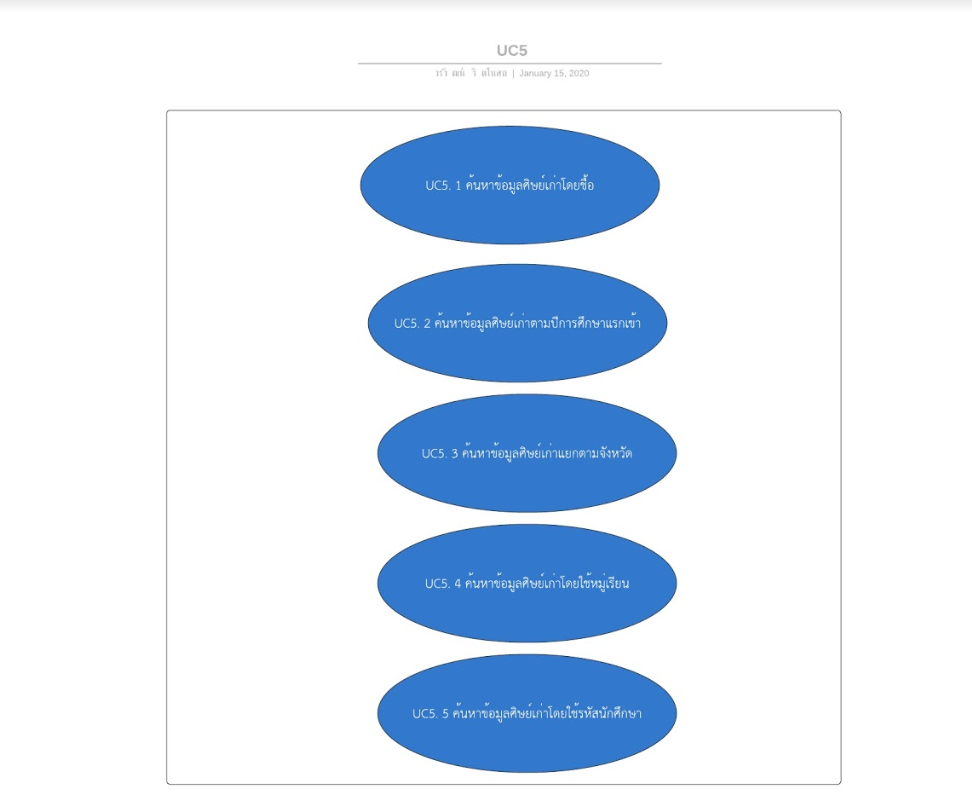 UC5
| January 15, 2020
UC5. 1 ค้นหาข้อมูลศิษย์เก่าโดยชื่อ
UC5. 2 ค้นหาข้อมูลศิษย์เก่าตามปีการศึกษาแรกเข้า
UC5. 3 ค้นหาข้อมูลศิษย์เก่าแยกตามจังหวัด
UC5. 4 ค้นหาข้อมูลศิษย์เก่าโดยใช้หมู่เรียน
UC5. 5 ค้นหาข้อมูลศิษย์เก่าโดยใช้รหัสนักศึกษา